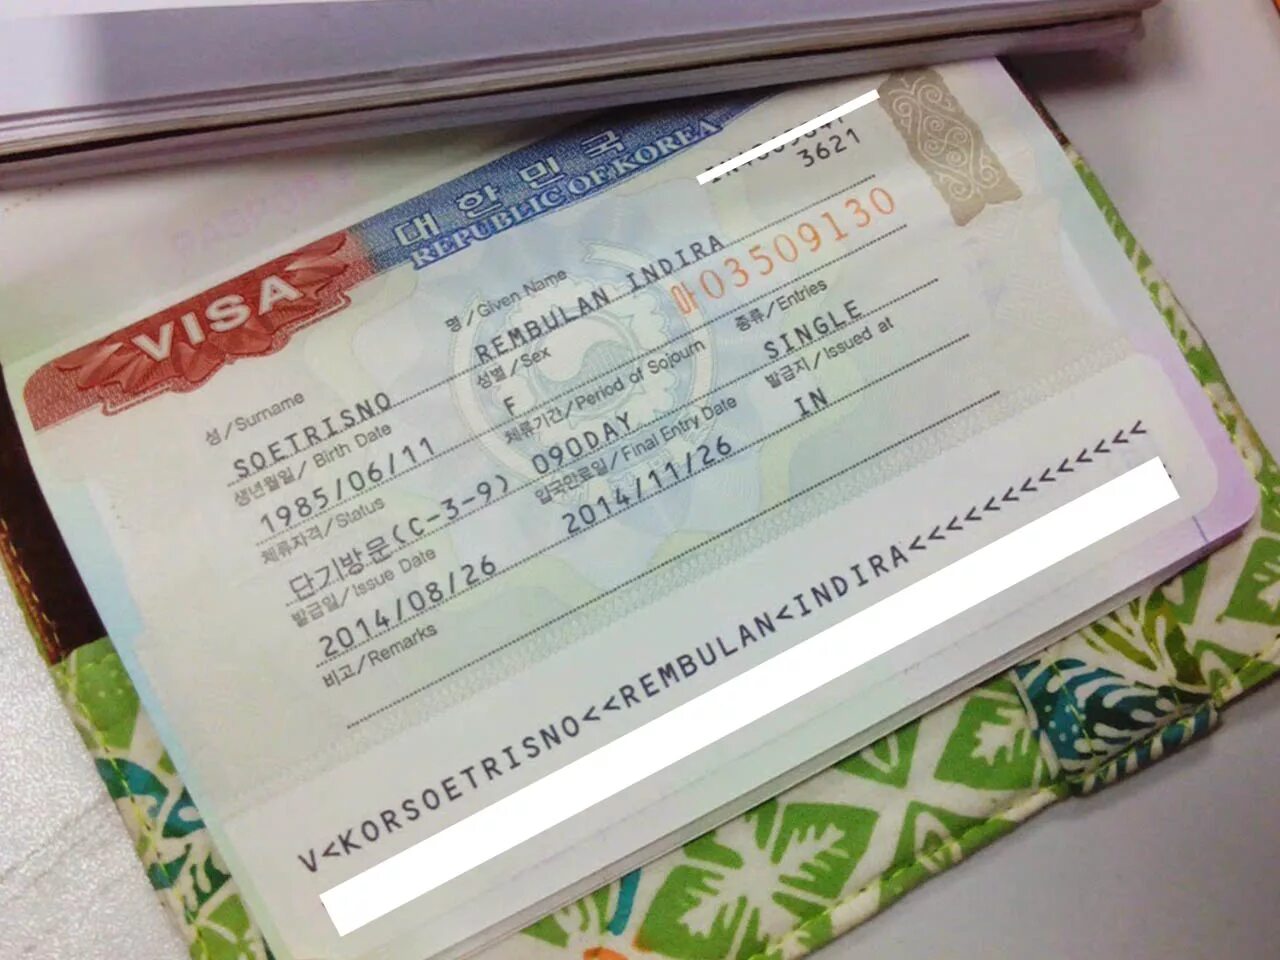 대한민국
REPUBLIC OF KOREA
VISA
3621
마03509130
성/Surname
SOETRISNO
명/Given Name
REMBULAN INDIRA
생년월일/Birth Date
1985/06/11
성별/Sex
F
종류/Entries
SINGLE
체류자격/Status
단기방문(C-3-9)
체류기간/Period of Sojourn
090DAY
발급지/Issued at
IN
발급일/Issue Date
2014/08/26
입국만료일/Final Entry Date
2014/11/26
비고/Remarks
V<KORSOETRISNO<<REMBULAN<INDIRA<<<<<<<<<<<<<